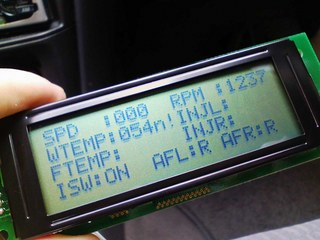 SPD :000 RPM :1237
WTEMP:054n!INJL:
FTEMP: INJR:
ISW:ON AFL:R AFR:R